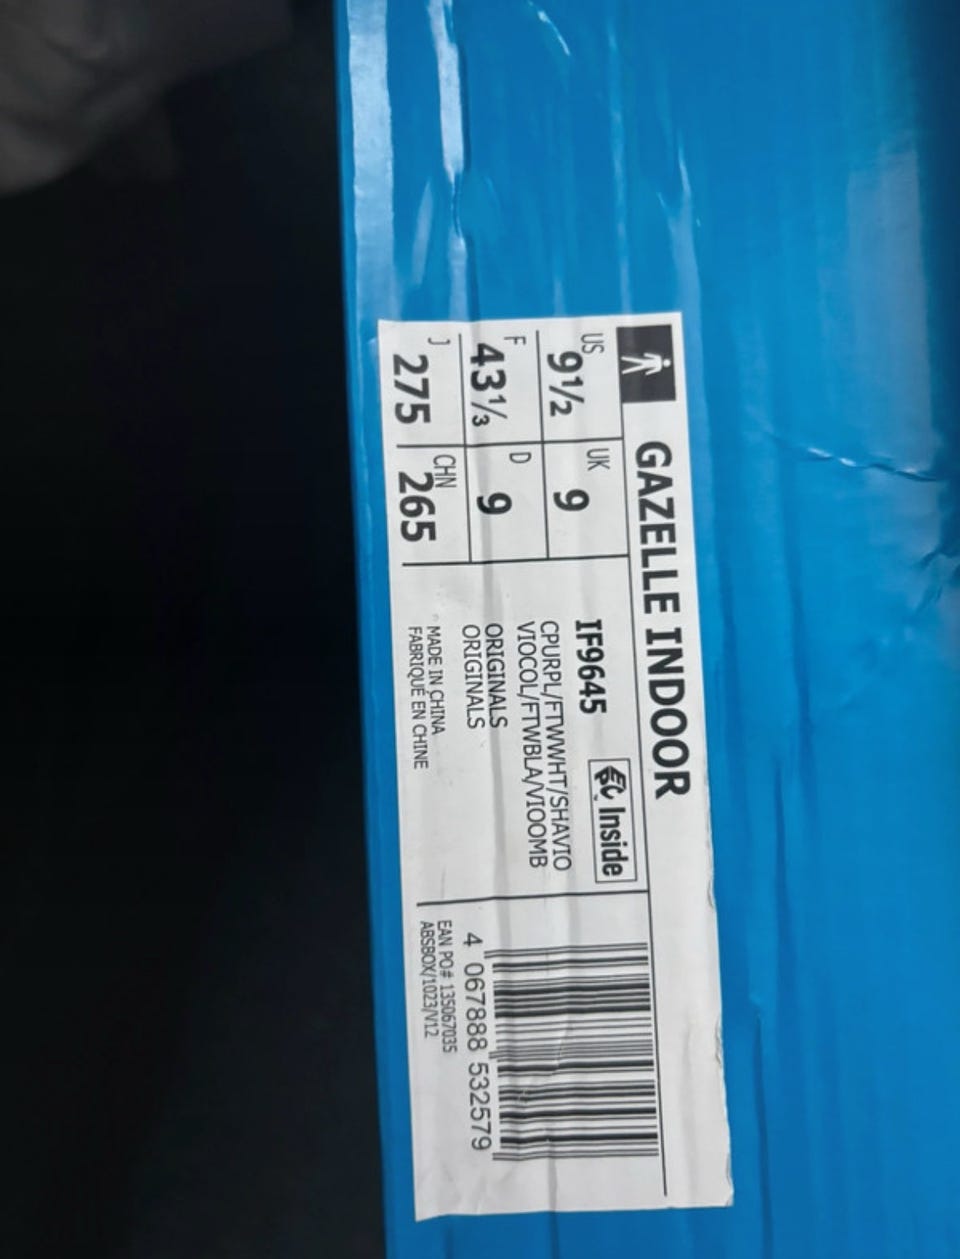 GAZELLE INDOOR
US
9½
UK
9
F
43⅓
D
9
J
275
CHN
265
IF9645
Inside
CPURPL/FTWWHT/SHAVIO
VIOCOL/FTWBLA/VIOOMB
ORIGINALS
ORIGINALS
MADE IN CHINA
FABRIQUÉ EN CHINE
4 067888 532579
EAN PO# 135067035
ABSBOX/1023/V12